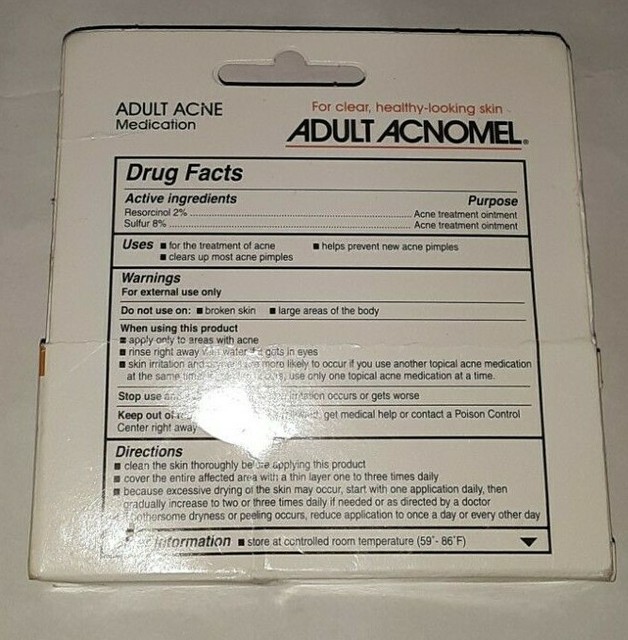 ADULT ACNE
Medication
For clear, healthy-looking skin
ADULT ACNOMEL®
Drug Facts
Active ingredients Purpose
Resorcinol 2% Acne treatment ointment
Sulfur 8% Acne treatment ointment
Uses ■ for the treatment of acne ■ helps prevent new acne pimples
■ clears up most acne pimples
Warnings
For external use only
Do not use on: ■ broken skin ■ large areas of the body
When using this product
■ apply only to areas with acne
■ rinse right away with water if it gets in eyes
■ skin irritation and more likely to occur if you use another topical acne medication
at the same time use only one topical acne medication at a time.
Stop use irritation occurs or gets worse
Keep out of get medical help or contact a Poison Control
Center right away
Directions
■ clean the skin thoroughly before applying this product
■ cover the entire affected area with a thin layer one to three times daily
■ because excessive drying of the skin may occur, start with one application daily, then
gradually increase to two or three times daily if needed or as directed by a doctor
bothersome dryness or peeling occurs, reduce application to once a day or every other day
information ■ store at controlled room temperature (59°- 86°F)